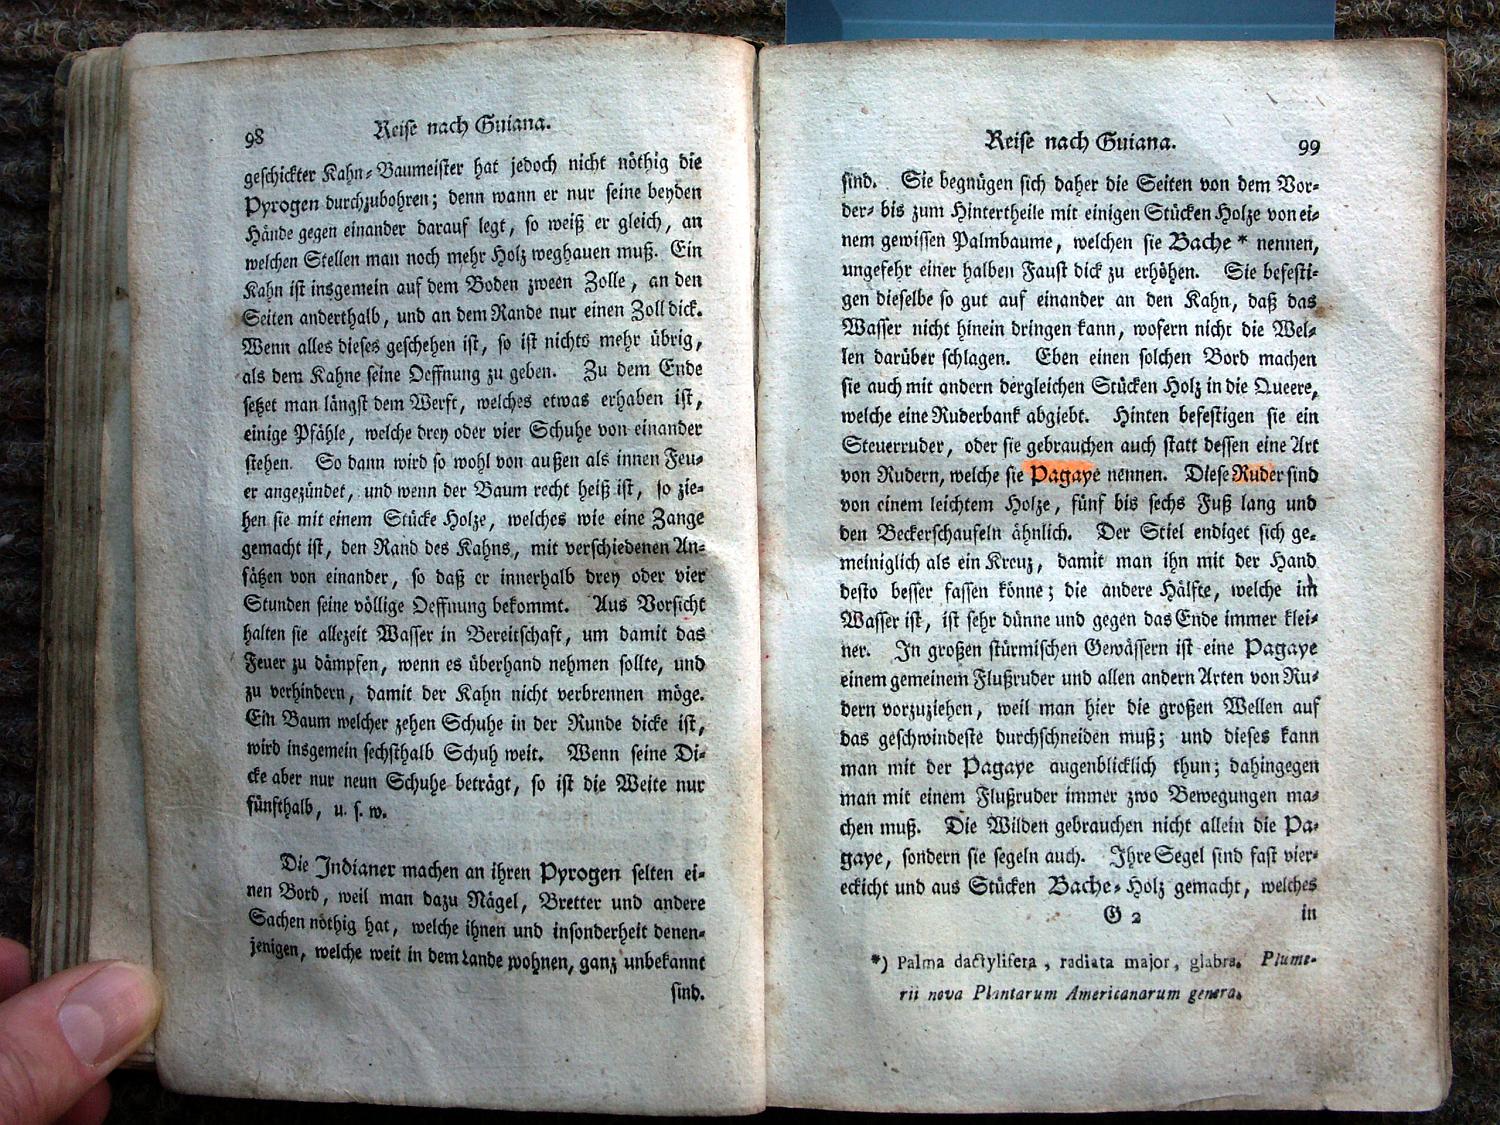 98
Reise nach Guiana.
geschickter Kahn-Baumeister hat jedoch nicht nöthig die
Pyrogen durchzubohren; denn wann er nur seine beyden
Hände gegen einander darauf legt, so weiß er gleich, an
welchen Stellen man noch mehr Holz weghauen muß. Ein
Kahn ist insgemein auf dem Boden zween Zolle, an den
Seiten anderthalb, und an dem Rande nur einen Zoll dick.
Wenn alles dieses geschehen ist, so ist nichts mehr übrig,
als dem Kahne seine Oeffnung zu geben. Zu dem Ende
setzet man längst dem Werft, welches etwas erhaben ist,
einige Pfähle, welche drey oder vier Schuhe von einander
stehen. So dann wird so wohl von außen als innen Feu-
er angezündet, und wenn der Baum recht heiß ist, so zie-
hen sie mit einem Stücke Holze, welches wie eine Zange
gemacht ist, den Rand des Kahns, mit verschiedenen An-
sätzen von einander, so daß er innerhalb drey oder vier
Stunden seine völlige Oeffnung bekommt. Aus Vorsicht
halten sie allezeit Wasser in Bereitschaft, um damit das
Feuer zu dämpfen, wenn es überhand nehmen sollte, und
zu verhindern, damit der Kahn nicht verbrennen möge.
Ein Baum welcher zehen Schuhe in der Runde dicke ist,
wird insgemein sechsthalb Schuh weit. Wenn seine Di-
cke aber nur neun Schuhe beträgt, so ist die Weite nur
fünfthalb, u. s. w.
Die Indianer machen an ihren Pyrogen selten ei-
nen Bord, weil man dazu Nägel, Bretter und andere
Sachen nöthig hat, welche ihnen und insonderheit denen-
jenigen, welche weit in dem Lande wohnen, ganz unbekannt
sind.
Reise nach Guiana.
99
sind. Sie begnügen sich daher die Seiten von dem Vor-
der- bis zum Hintertheile mit einigen Stücken Holze von ei-
nem gewissen Palmbaume, welchen sie Bache * nennen,
ungefehr einer halben Faust dick zu erhöhen. Sie befesti-
gen dieselbe so gut auf einander an den Kahn, daß das
Wasser nicht hinein dringen kann, wofern nicht die Wel-
len darüber schlagen. Eben einen solchen Bord machen
sie auch mit andern dergleichen Stücken Holz in die Queere,
welche eine Ruderbank abgiebt. Hinten befestigen sie ein
Steuerruder, oder sie gebrauchen auch statt dessen eine Art
von Rudern, welche sie Pagaye nennen. Diese Ruder sind
von einem leichtem Holze, fünf bis sechs Fuß lang und
den Beckerschaufeln ähnlich. Der Stiel endiget sich ge-
meiniglich als ein Kreuz, damit man ihn mit der Hand
desto besser fassen könne; die andere Hälfte, welche im
Wasser ist, ist sehr dünne und gegen das Ende immer klei-
ner. In großen stürmischen Gewässern ist eine Pagaye
einem gemeinem Flußruder und allen andern Arten von Ru-
dern vorzuziehen, weil man hier die großen Wellen auf
das geschwindeste durchschneiden muß; und dieses kann
man mit der Pagaye augenblicklich thun; dahingegen
man mit einem Flußruder immer zwo Bewegungen ma-
chen muß. Die Wilden gebrauchen nicht allein die Pa-
gaye, sondern sie segeln auch. Ihre Segel sind fast vier-
eckicht und aus Stücken Bache-Holz gemacht, welches
G 2
in
*) Palma dactylifera, radiata major, glabra. Plume-
rii nova Plantarum Americanarum genera.